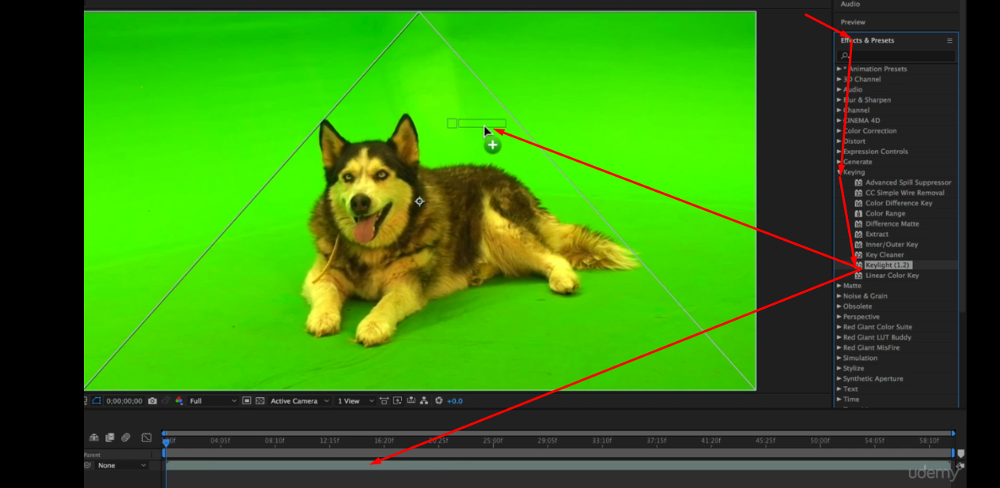 Audio
Preview
Effects & Presets
* Animation Presets
3D Channel
Audio
Blur & Sharpen
Channel
CINEMA 4D
Color Correction
Distort
Expression Controls
Generate
Keying
Advanced Spill Suppressor
CC Simple Wire Removal
Color Difference Key
Color Range
Difference Matte
Extract
Inner/Outer Key
Key Cleaner
Keylight (1.2)
Linear Color Key
Matte
Noise & Grain
Obsolete
Perspective
Red Giant Color Suite
Red Giant LUT Buddy
Red Giant MisFire
Simulation
Stylize
Synthetic Aperture
Text
Time
0;00;00;00 Full Active Camera 1 View +0.0
04:05f 08:10f 12:15f 16:20f 20:25f 25:00f 29:05f 33:10f 37:15f 41:20f 45:25f 50:00f 54:05f 58:10f
Parent
None
udemy